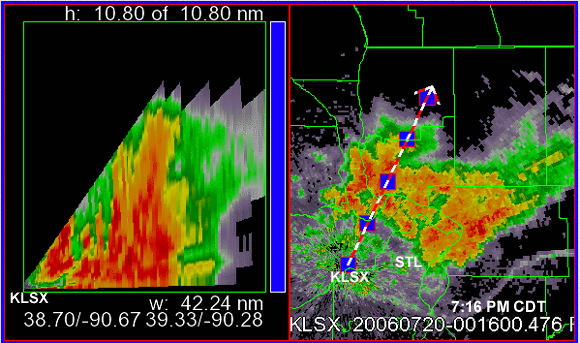 h: 10.80 of 10.80 nm
KLSX
w: 42.24 nm
38.70/-90.67 39.33/-90.28
STL
KLSX
7:16 PM CDT
KLSX 20060720-001600.476